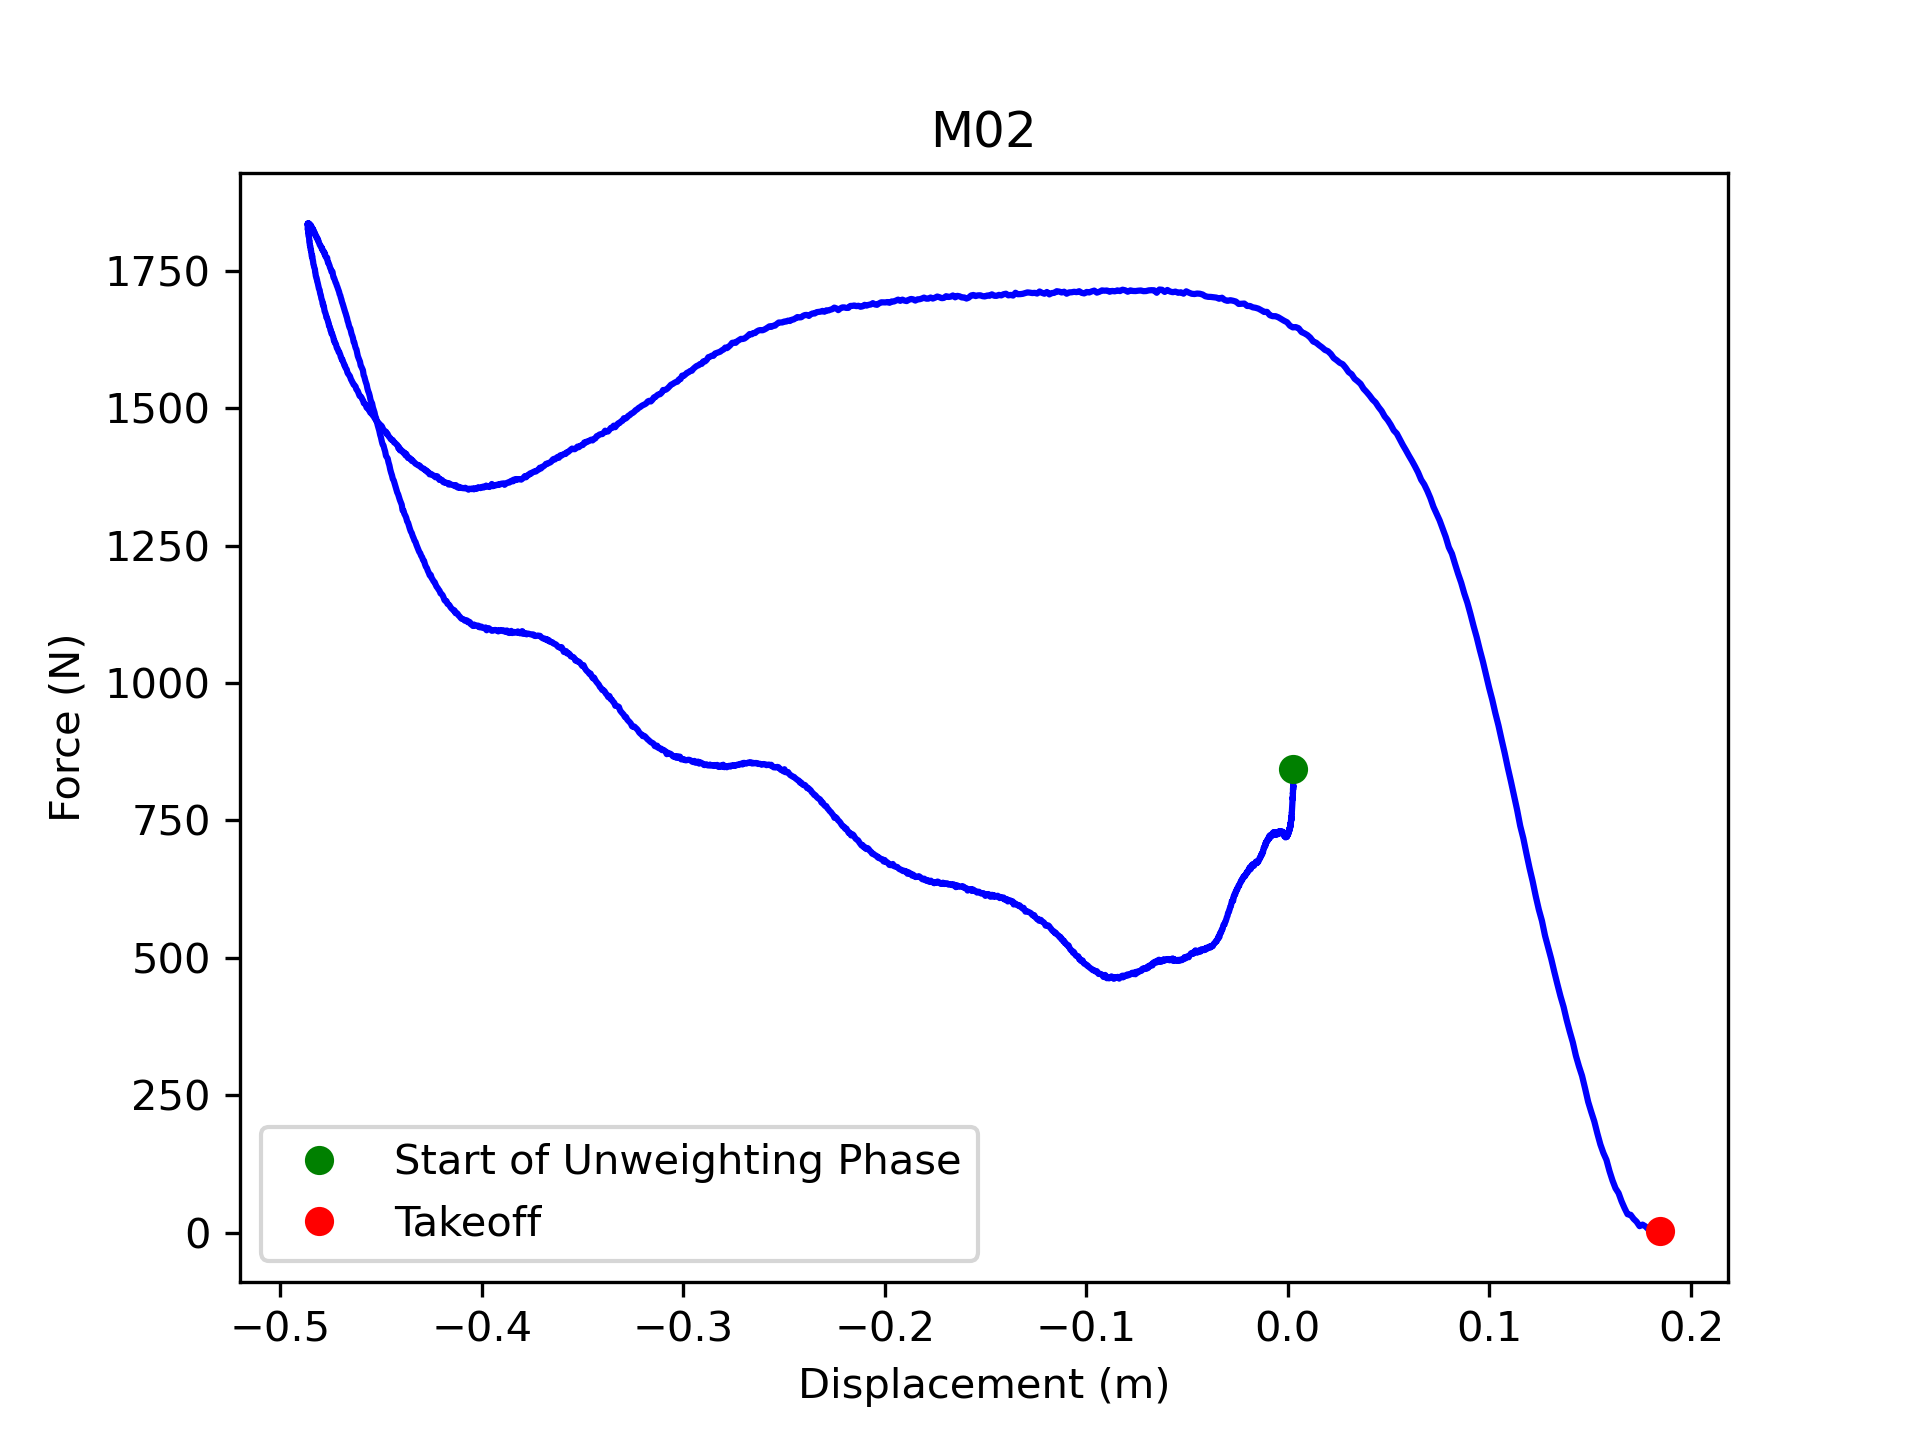 M02
Force (N)
1750
1500
1250
1000
750
500
250
0
Start of Unweighting Phase
Takeoff
−0.5 −0.4 −0.3 −0.2 −0.1 0.0 0.1 0.2
Displacement (m)